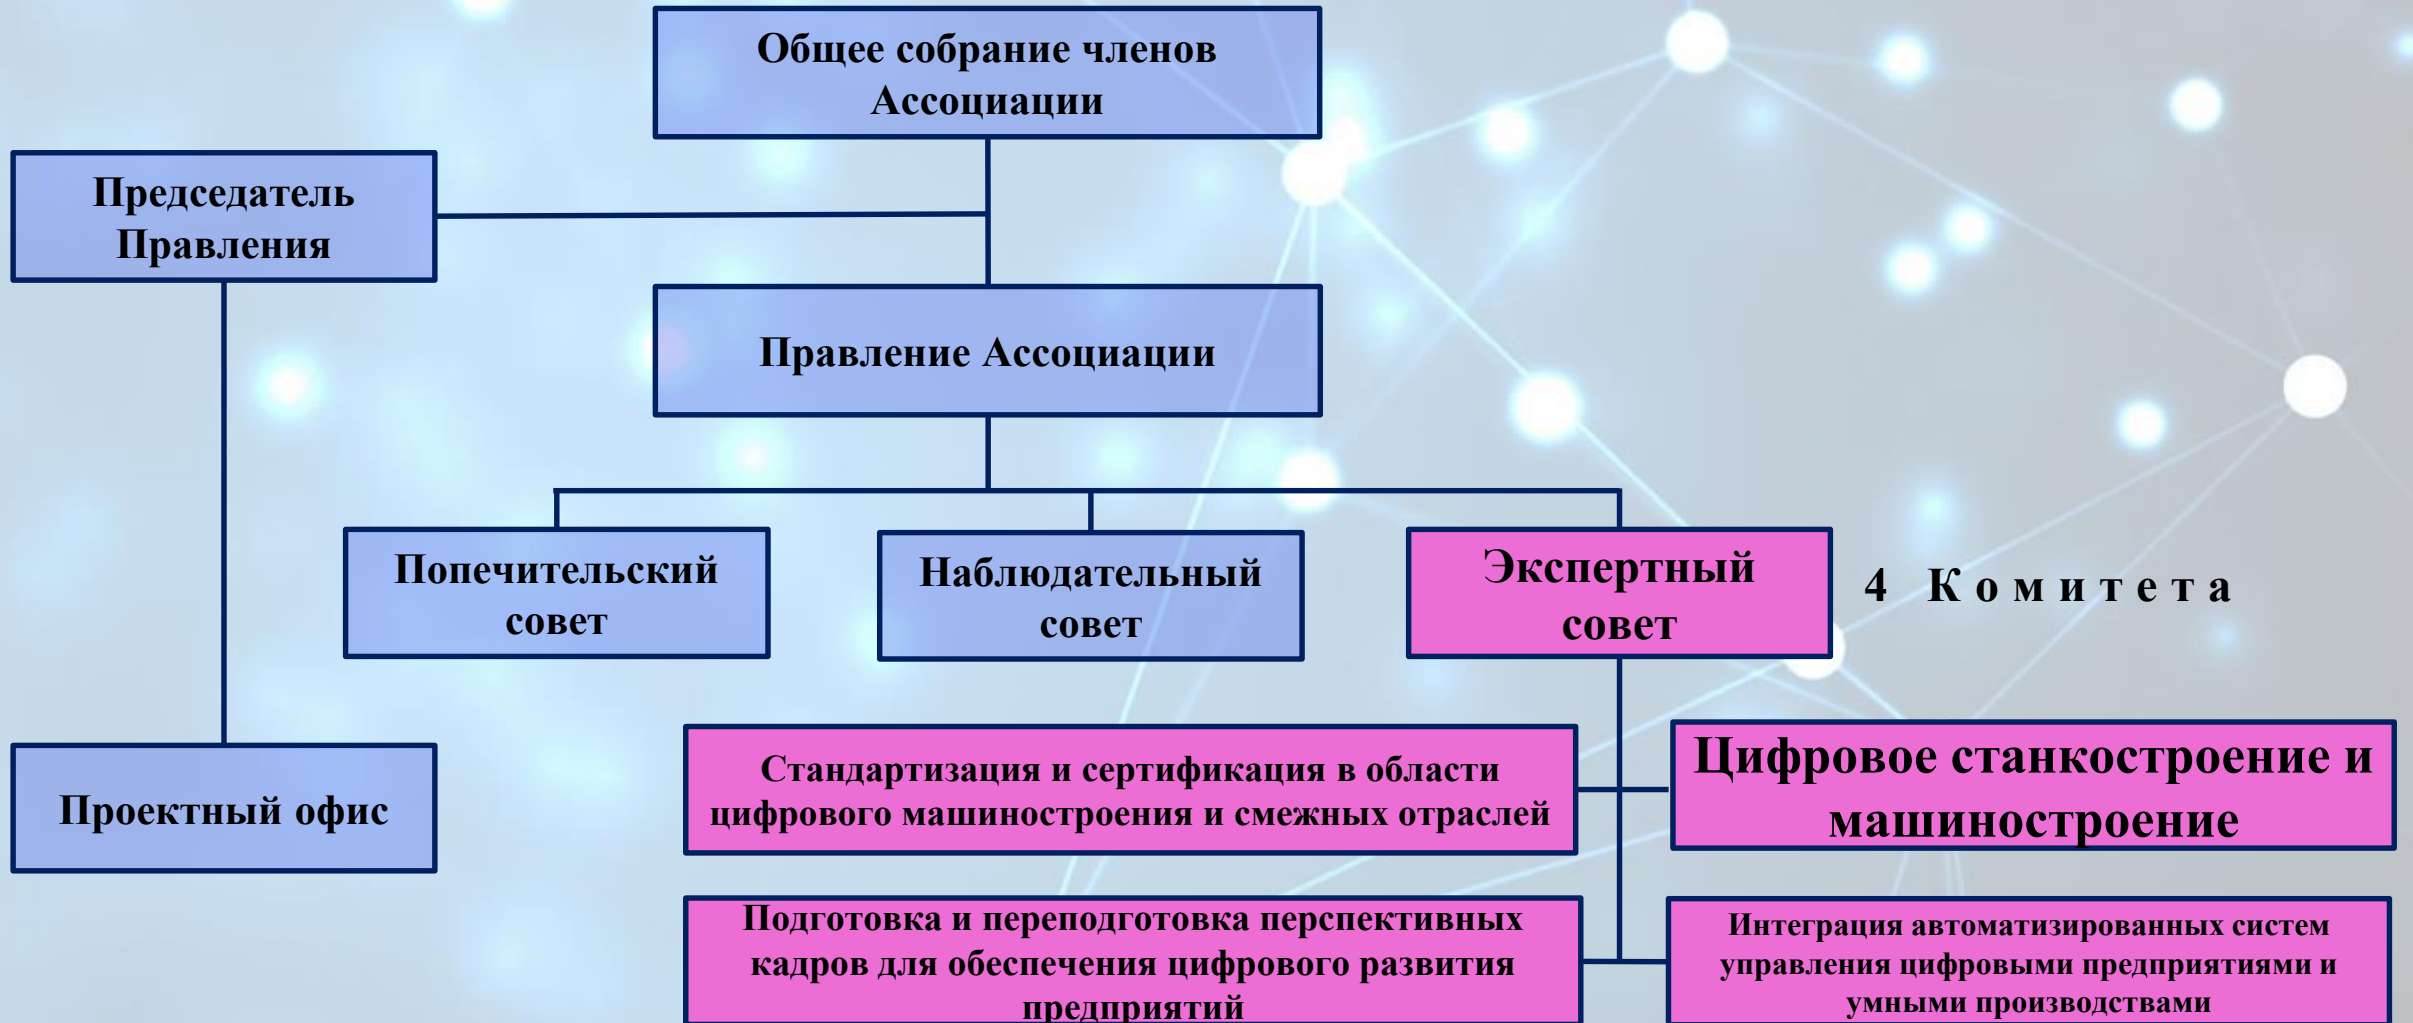 Общее собрание членов
Ассоциации
Председатель
Правления
Правление Ассоциации
Попечительский
совет
Наблюдательный
совет
Экспертный
совет
4 Комитета
Проектный офис
Стандартизация и сертификация в области
цифрового машиностроения и смежных отраслей
Цифровое станкостроение и
машиностроение
Подготовка и переподготовка перспективных
кадров для обеспечения цифрового развития
предприятий
Интеграция автоматизированных систем
управления цифровыми предприятиями и
умными производствами